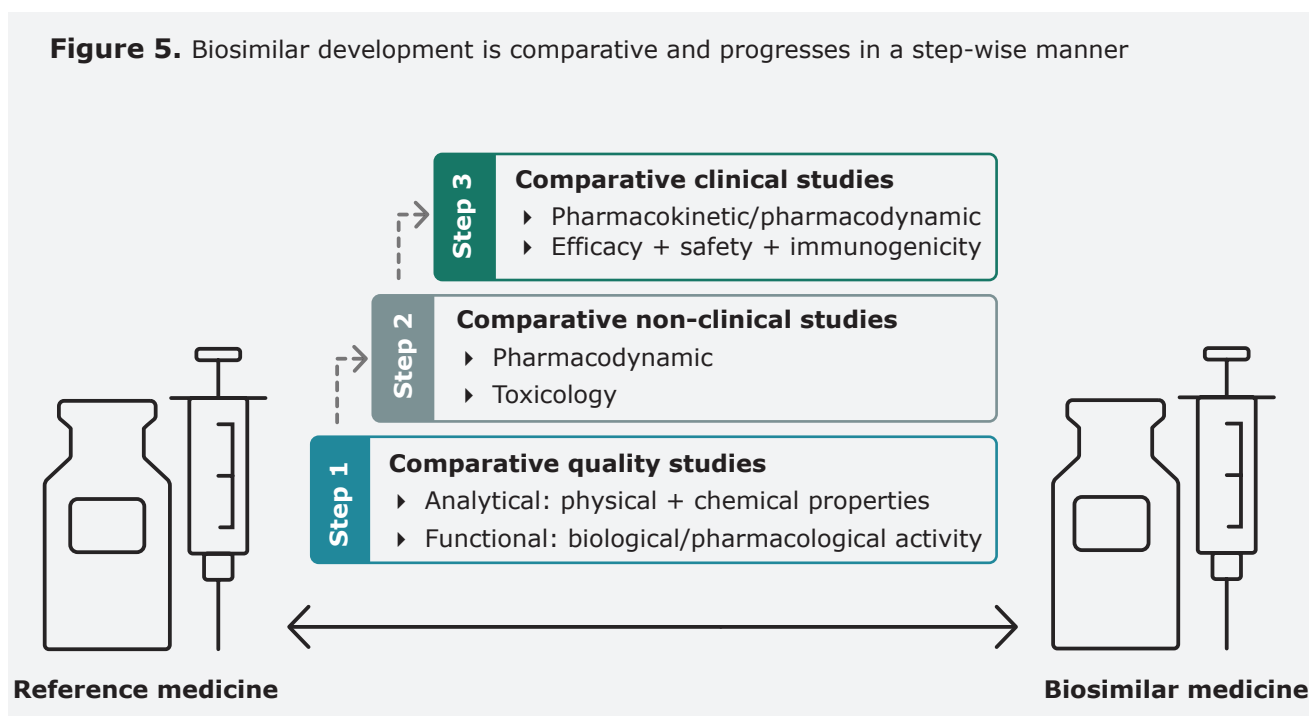 Figure 5. Biosimilar development is comparative and progresses in a step-wise manner
Step 3
Comparative clinical studies
Pharmacokinetic/pharmacodynamic
Efficacy + safety + immunogenicity
Step 2
Comparative non-clinical studies
Pharmacodynamic
Toxicology
Step 1
Comparative quality studies
Analytical: physical + chemical properties
Functional: biological/pharmacological activity
Reference medicine
Biosimilar medicine